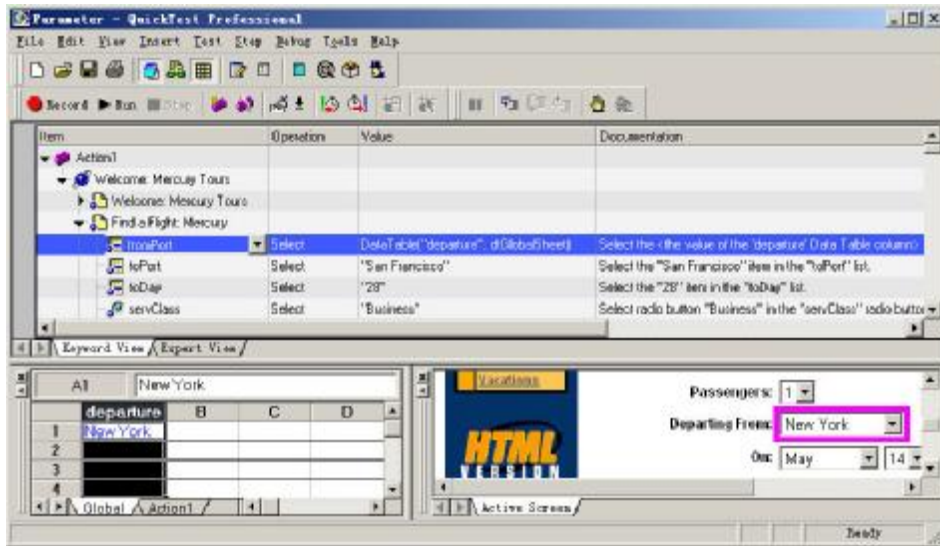 Parameter - QuickTest Professional
File Edit View Insert Test Step Debug Tools Help
Record Run Stop
Item Operation Value Documentation
Action1
Welcome: Mercury Tours
Welcome: Mercury Tours
Find a Flight: Mercury
fromPort Select DataTable("departure", dtGlobalSheet) Select the <the value of the 'departure' Data Table column>
toPort Select "San Francisco" Select the "San Francisco" item in the "toPort" list.
toDay Select "28" Select the "28" item in the "toDay" list.
servClass Select "Business" Select radio button "Business" in the "servClass" radio button
Keyword View Expert View
A1 New York
departure B C D
1 New York
2
3
4
Global Action1
Vacations
HTML
VERSION
Passengers: 1
Departing From: New York
On: May 14
Active Screen
Ready